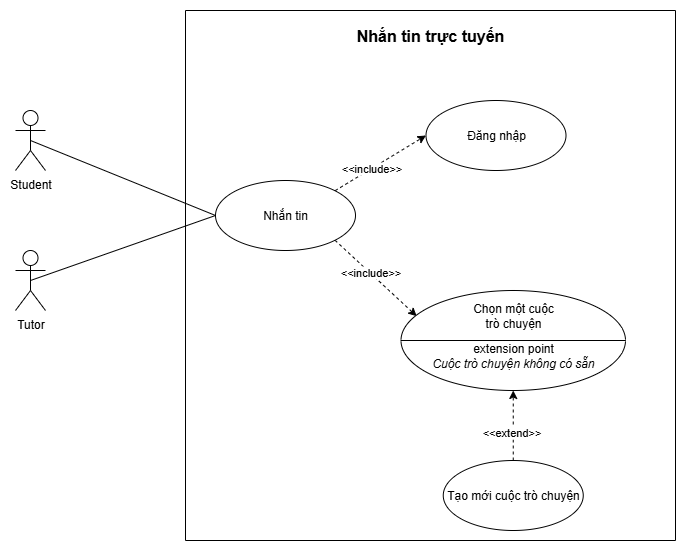 Nhắn tin trực tuyến
Đăng nhập
<<include>>
Student
Nhắn tin
<<include>>
Tutor
Chọn một cuộc
trò chuyện
extension point
Cuộc trò chuyện không có sẵn
<<extend>>
Tạo mới cuộc trò chuyện